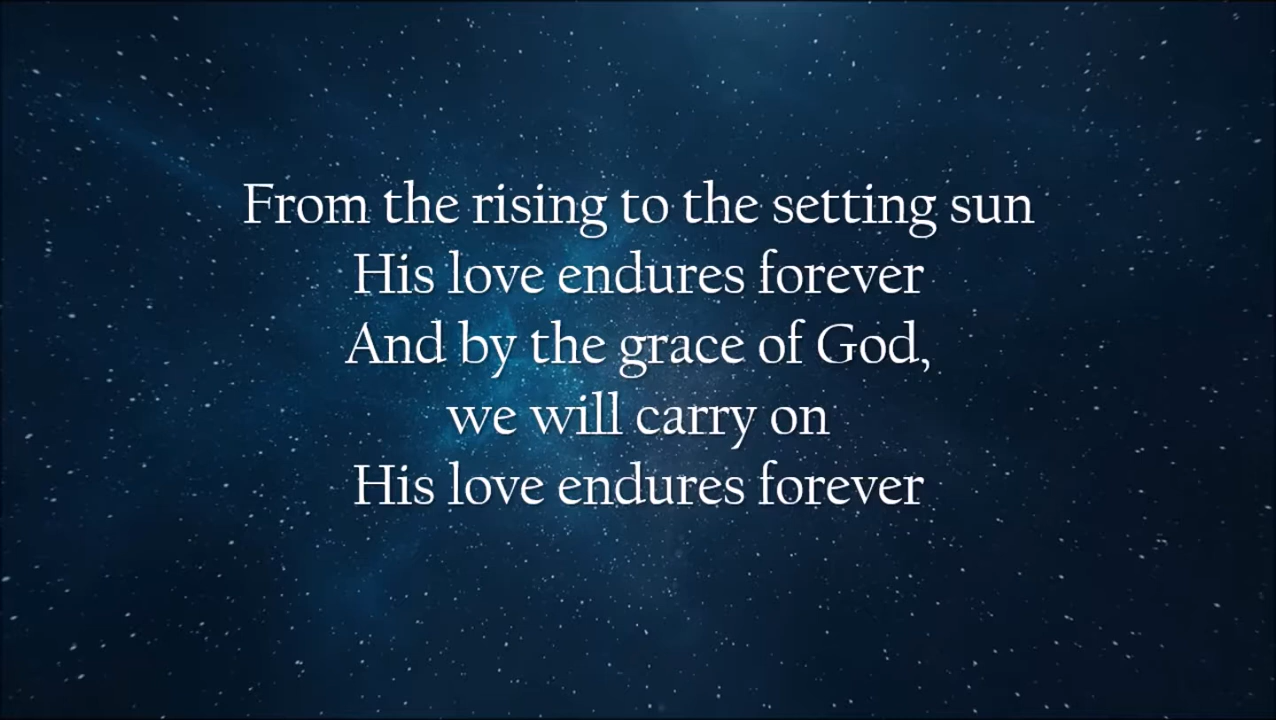 From the rising to the setting sun
His love endures forever
And by the grace of God,
we will carry on
His love endures forever